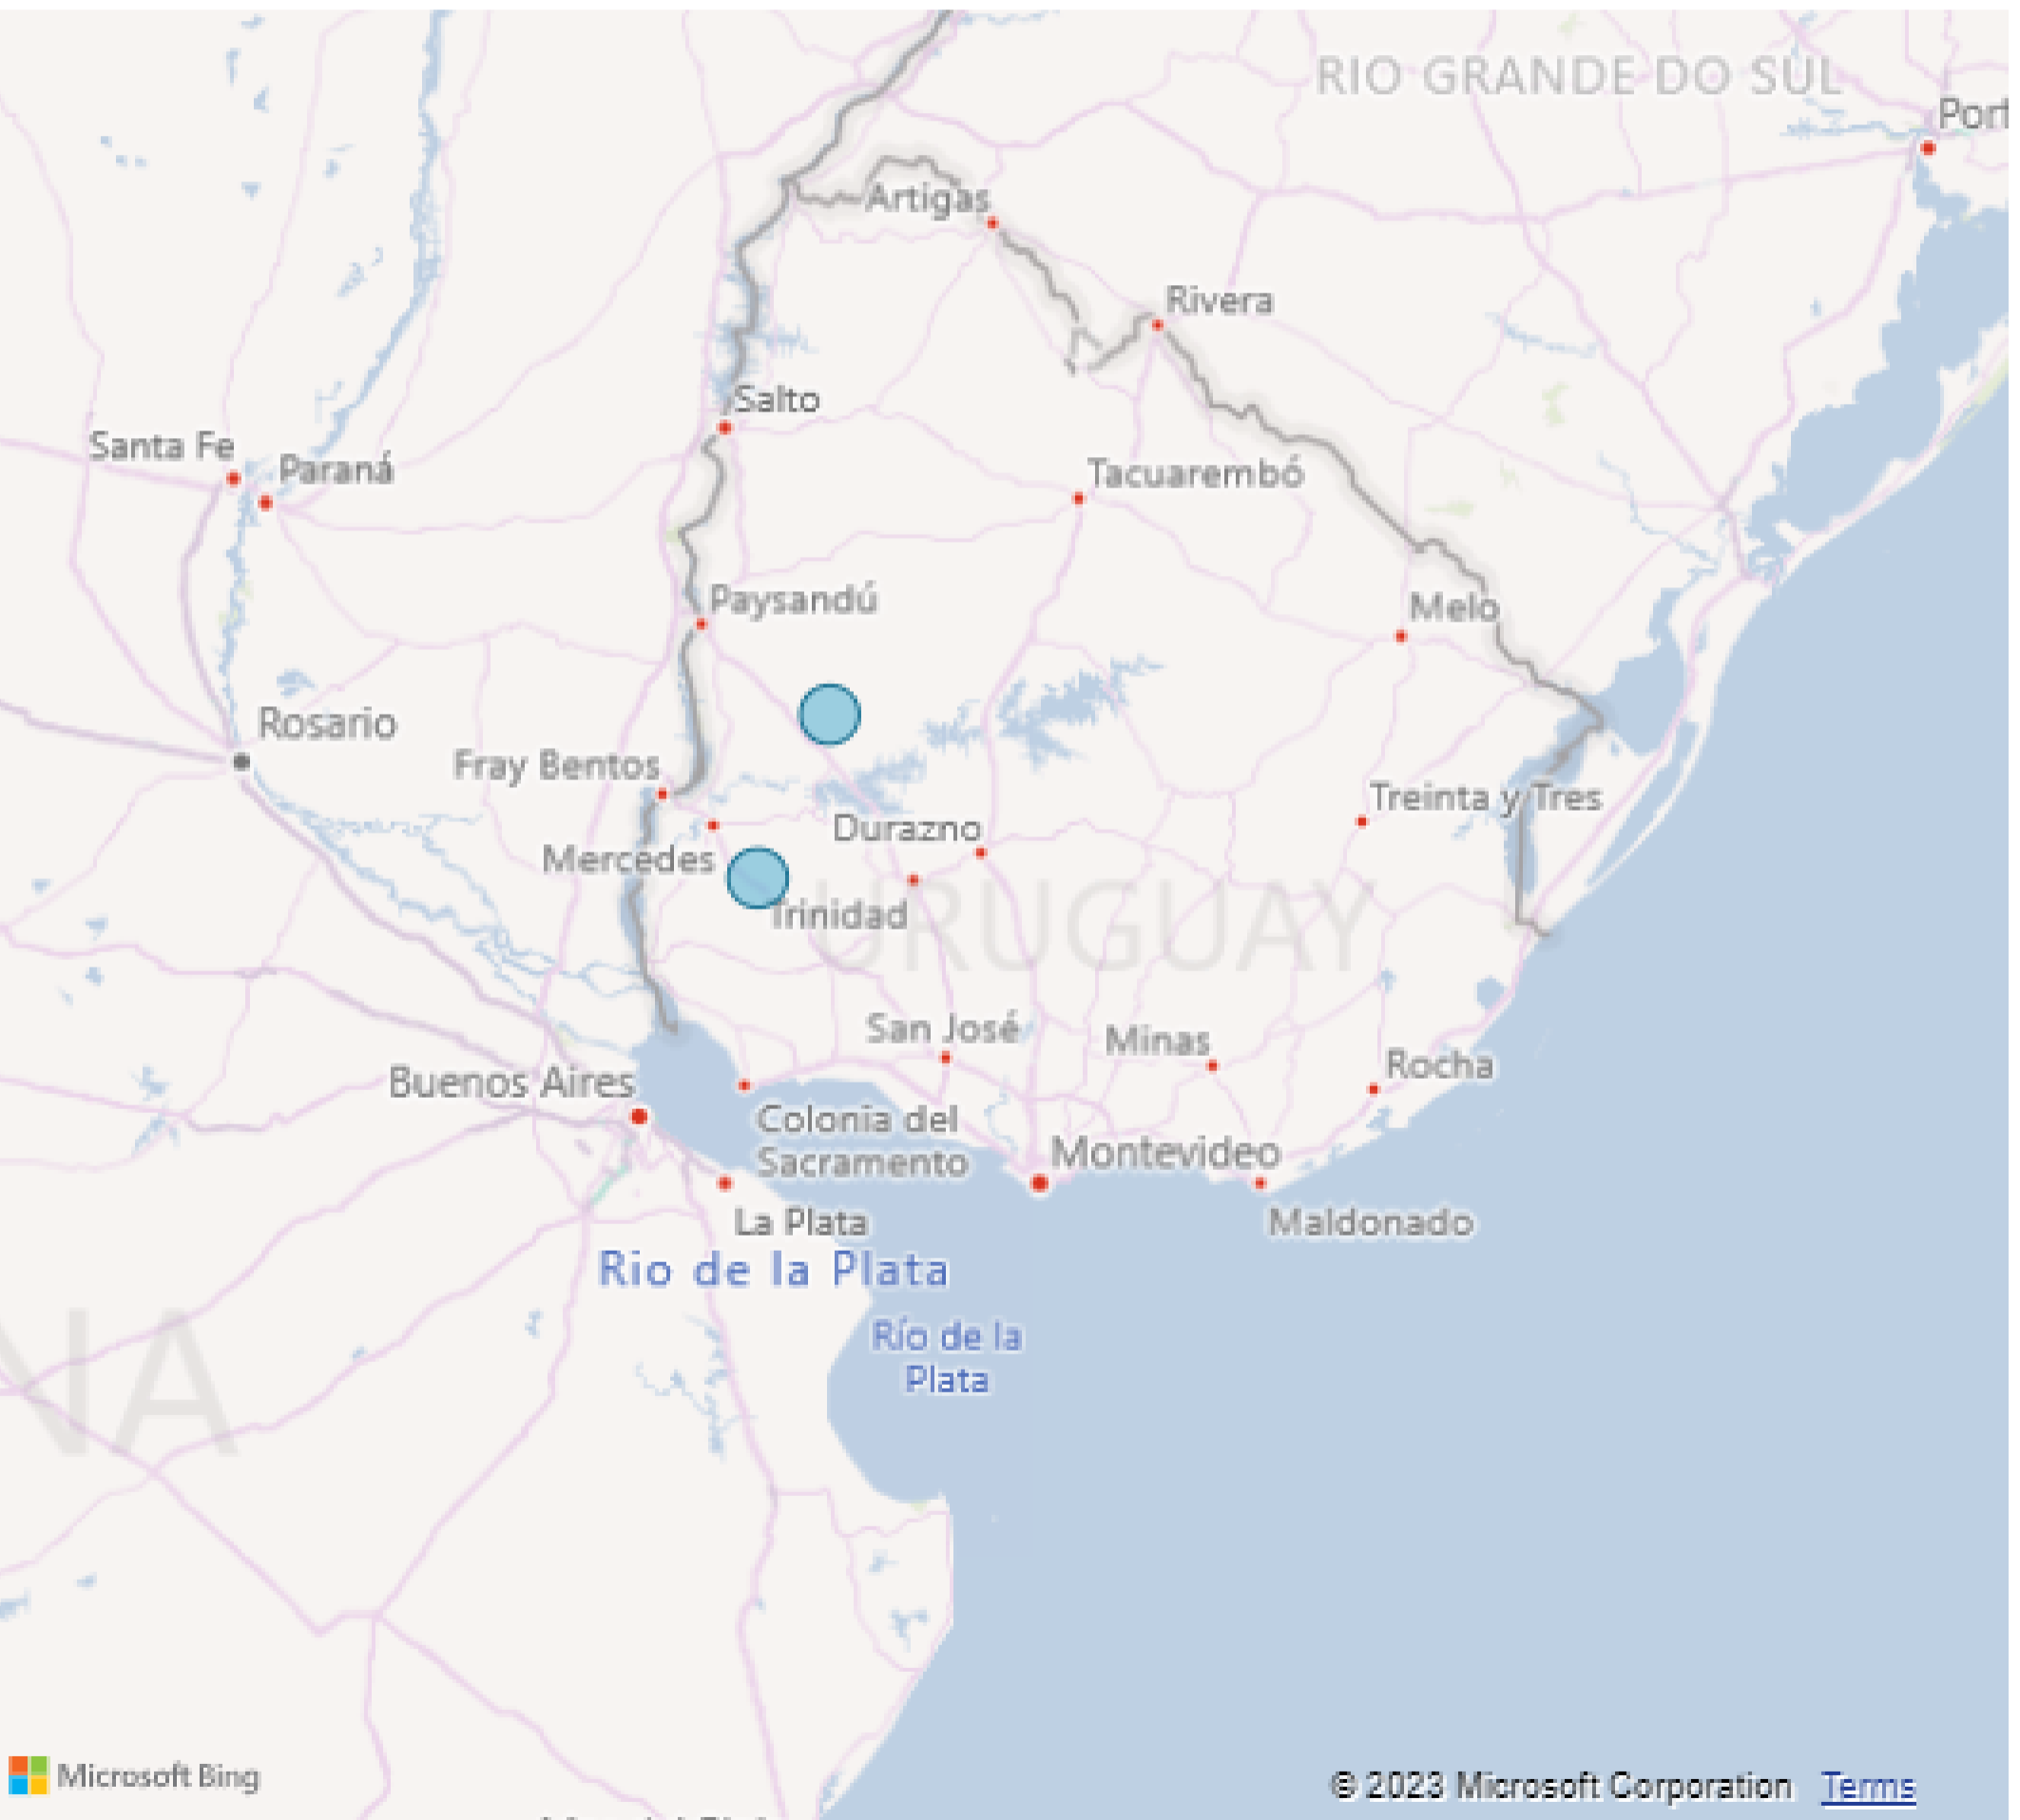 RIO GRANDE DO SUL
Artigas
Rivera
Salto
Santa Fe
Paraná
Tacuarembó
Paysandú
Melo
Rosario
Fray Bentos
Treinta y Tres
Durazno
Mercedes
Trinidad
URUGUAY
San José
Minas
Rocha
Buenos Aires
Colonia del
Sacramento
Montevideo
La Plata
Maldonado
Rio de la Plata
Río de la
Plata
NA
Microsoft Bing
© 2023 Microsoft Corporation Terms